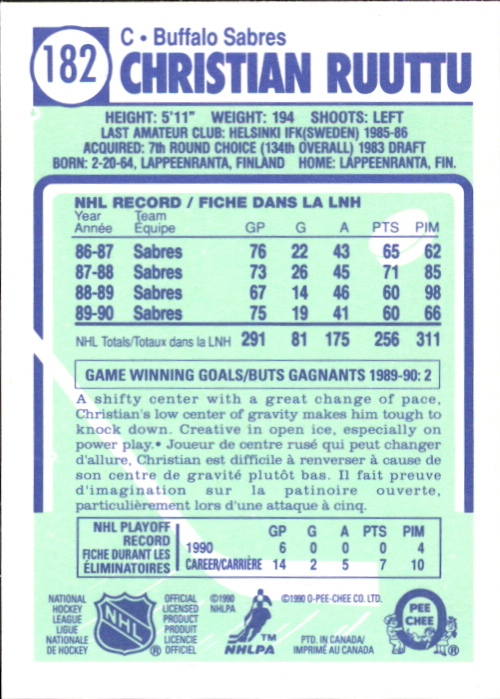 182
C • Buffalo Sabres
CHRISTIAN RUUTTU
HEIGHT: 5'11" WEIGHT: 194 SHOOTS: LEFT
LAST AMATEUR CLUB: HELSINKI IFK(SWEDEN) 1985-86
ACQUIRED: 7th ROUND CHOICE (134th OVERALL) 1983 DRAFT
BORN: 2-20-64, LAPPEENRANTA, FINLAND HOME: LAPPEENRANTA, FIN.
NHL RECORD / FICHE DANS LA LNH
Year Team
Année Équipe GP G A PTS PIM
86-87 Sabres 76 22 43 65 62
87-88 Sabres 73 26 45 71 85
88-89 Sabres 67 14 46 60 98
89-90 Sabres 75 19 41 60 66
NHL Totals/Totaux dans la LNH 291 81 175 256 311
GAME WINNING GOALS/BUTS GAGNANTS 1989-90: 2
A shifty center with a great change of pace,
Christian's low center of gravity makes him tough to
knock down. Creative in open ice, especially on
power play.• Joueur de centre rusé qui peut changer
d'allure, Christian est difficile à renverser à cause de
son centre de gravité plutôt bas. Il fait preuve
d'imagination sur la patinoire ouverte,
particulièrement lors d'une attaque à cinq.
NHL PLAYOFF
RECORD
FICHE DURANT LES
ÉLIMINATOIRES
GP G A PTS PIM
1990 6 0 0 0 4
CAREER/CARRIÈRE 14 2 5 7 10
NATIONAL
HOCKEY
LEAGUE
LIGUE
NATIONALE
DE HOCKEY
NHL
®
OFFICIAL
LICENSED
PRODUCT
PRODUIT
LICENCIE
OFFICIEL
©1990
NHLPA
TM
NHLPA
©1990 O-PEE-CHEE CO. LTD.
PTD. IN CANADA/
IMPRIMÉ AU CANADA
O
PEE
CHEE
®